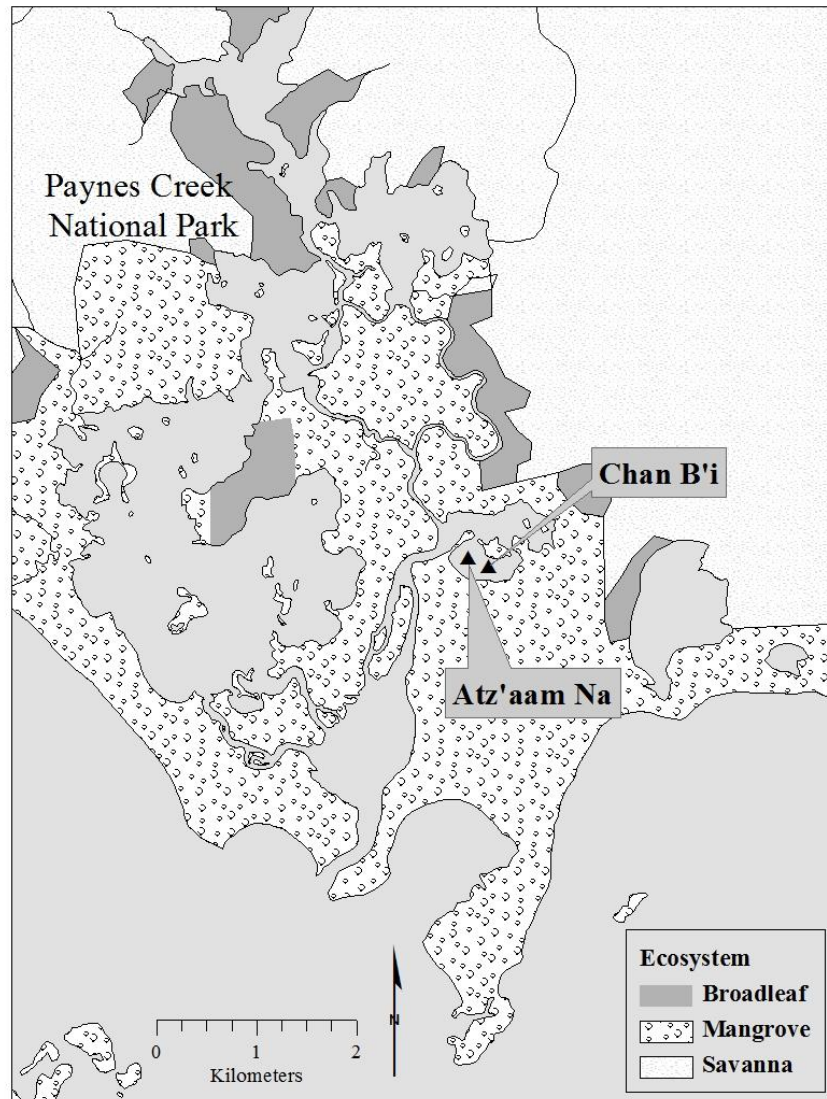 Paynes Creek
National Park
Chan B'i
Atz'aam Na
N
0 1 2
Kilometers
Ecosystem
Broadleaf
Mangrove
Savanna